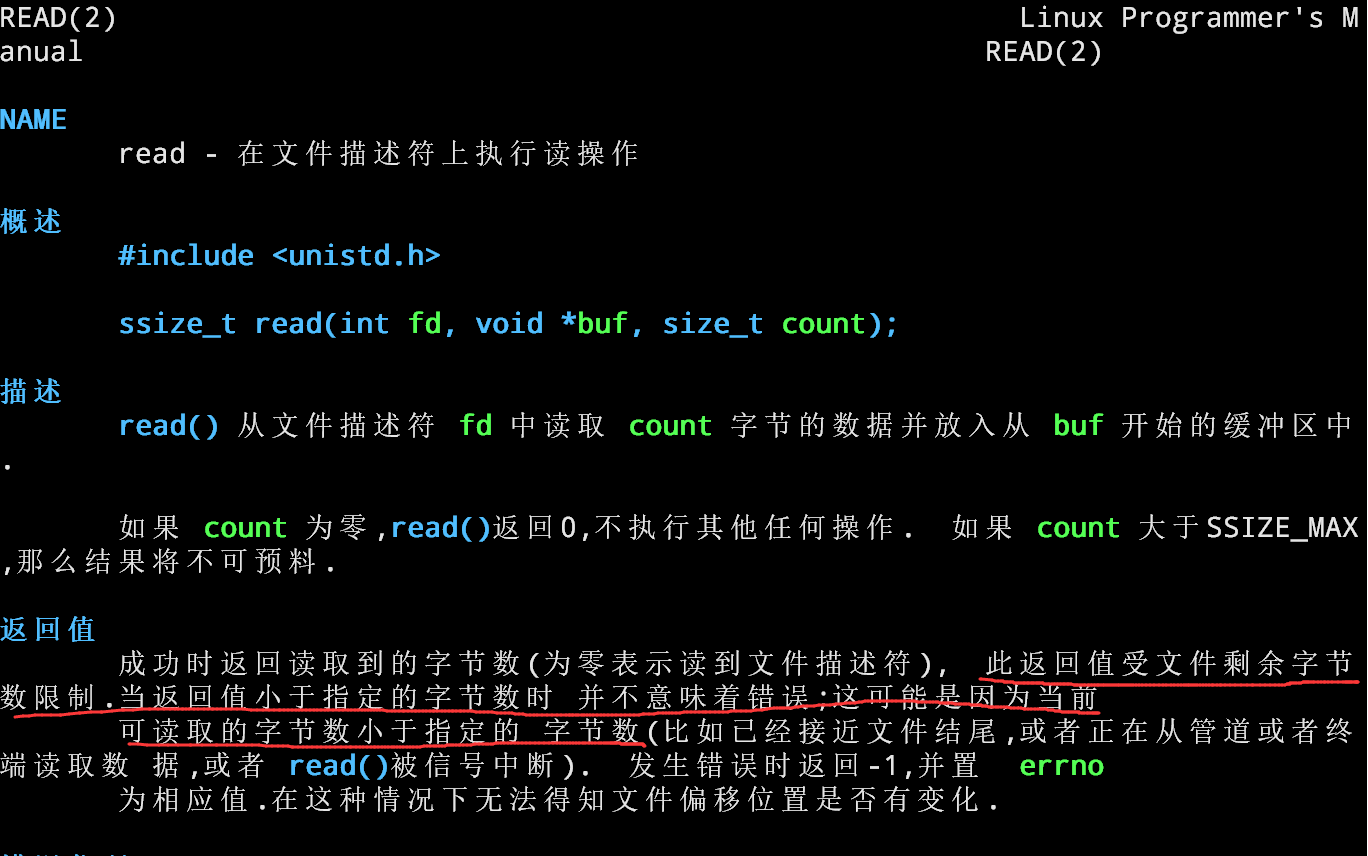 READ(2) Linux Programmer's M
anual READ(2)
NAME
read - 在文件描述符上执行读操作
概述
#include <unistd.h>
ssize_t read(int fd, void *buf, size_t count);
描述
read() 从文件描述符 fd 中读取 count 字节的数据并放入从 buf 开始的缓冲区中
.
如果 count 为零,read()返回0,不执行其他任何操作. 如果 count 大于SSIZE_MAX
,那么结果将不可预料.
返回值
成功时返回读取到的字节数(为零表示读到文件描述符), 此返回值受文件剩余字节
数限制.当返回值小于指定的字节数时 并不意味着错误;这可能是因为当前
可读取的字节数小于指定的 字节数(比如已经接近文件结尾,或者正在从管道或者终
端读取数 据,或者 read()被信号中断). 发生错误时返回-1,并置 errno
为相应值.在这种情况下无法得知文件偏移位置是否有变化.